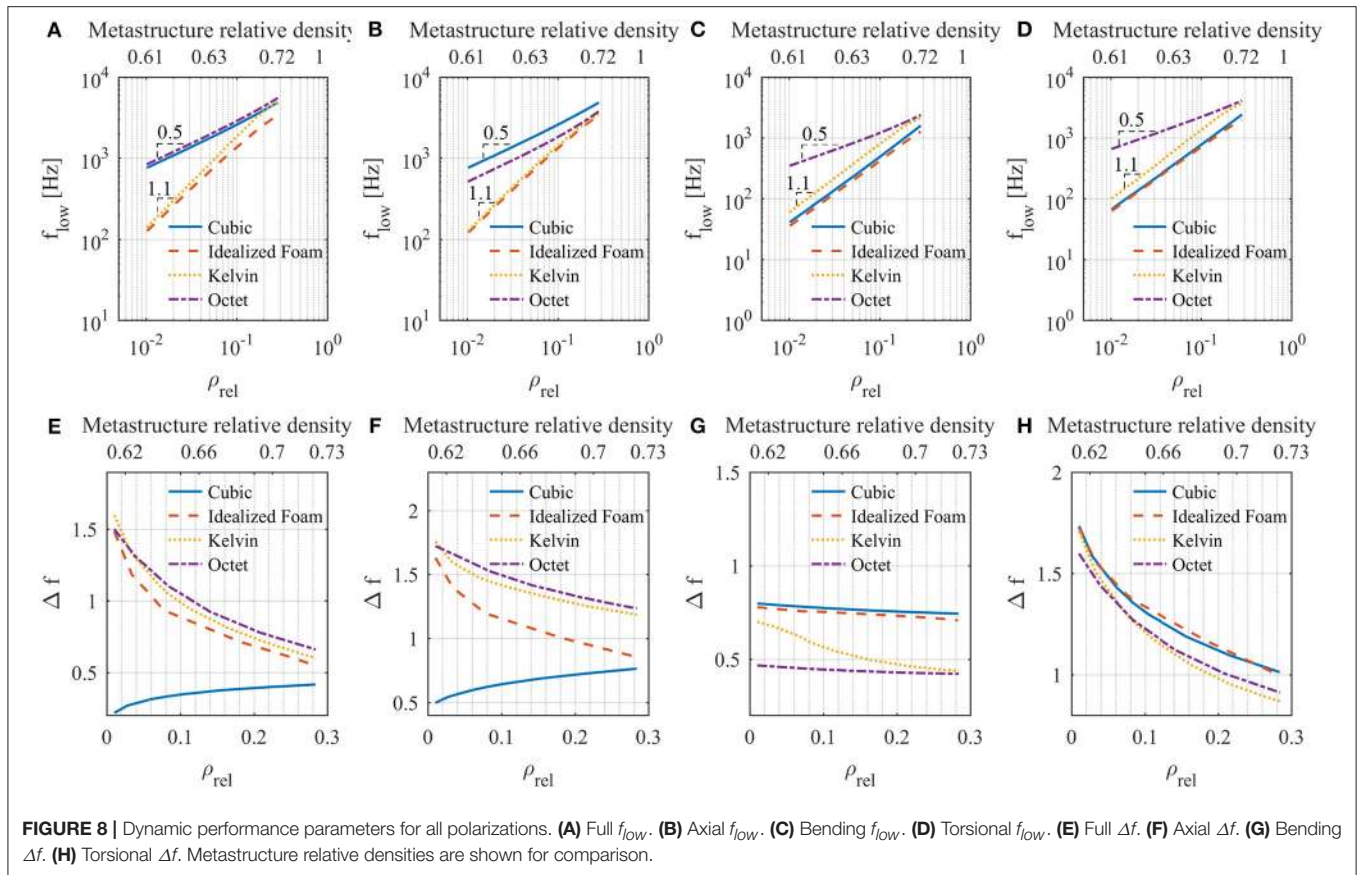 A Metastructure relative density
0.61 0.63 0.72 1
10^4
10^3
10^2
10^1
f_low [Hz]
0.5
1.1
Cubic
Idealized Foam
Kelvin
Octet
10^-2 10^-1 10^0
ρ_rel
B Metastructure relative density
0.61 0.63 0.72 1
10^4
10^3
10^2
10^1
f_low [Hz]
0.5
1.1
Cubic
Idealized Foam
Kelvin
Octet
10^-2 10^-1 10^0
ρ_rel
C Metastructure relative density
0.61 0.63 0.72 1
10^4
10^3
10^2
10^1
10^0
f_low [Hz]
0.5
1.1
Cubic
Idealized Foam
Kelvin
Octet
10^-2 10^-1 10^0
ρ_rel
D Metastructure relative density
0.61 0.63 0.72 1
10^4
10^3
10^2
10^1
10^0
f_low [Hz]
0.5
1.1
Cubic
Idealized Foam
Kelvin
Octet
10^-2 10^-1 10^0
ρ_rel
E Metastructure relative density
0.62 0.66 0.7 0.73
1.5
1
0.5
Δ f
Cubic
Idealized Foam
Kelvin
Octet
0 0.1 0.2 0.3
ρ_rel
F Metastructure relative density
0.62 0.66 0.7 0.73
2
1.5
1
0.5
Δ f
Cubic
Idealized Foam
Kelvin
Octet
0 0.1 0.2 0.3
ρ_rel
G Metastructure relative density
0.62 0.66 0.7 0.73
1.5
1
0.5
Δ f
Cubic
Idealized Foam
Kelvin
Octet
0 0.1 0.2 0.3
ρ_rel
H Metastructure relative density
0.62 0.66 0.7 0.73
2
1.5
1
Δ f
Cubic
Idealized Foam
Kelvin
Octet
0 0.1 0.2 0.3
ρ_rel
FIGURE 8 | Dynamic performance parameters for all polarizations. (A) Full f_low. (B) Axial f_low. (C) Bending f_low. (D) Torsional f_low. (E) Full Δf. (F) Axial Δf. (G) Bending
Δf. (H) Torsional Δf. Metastructure relative densities are shown for comparison.